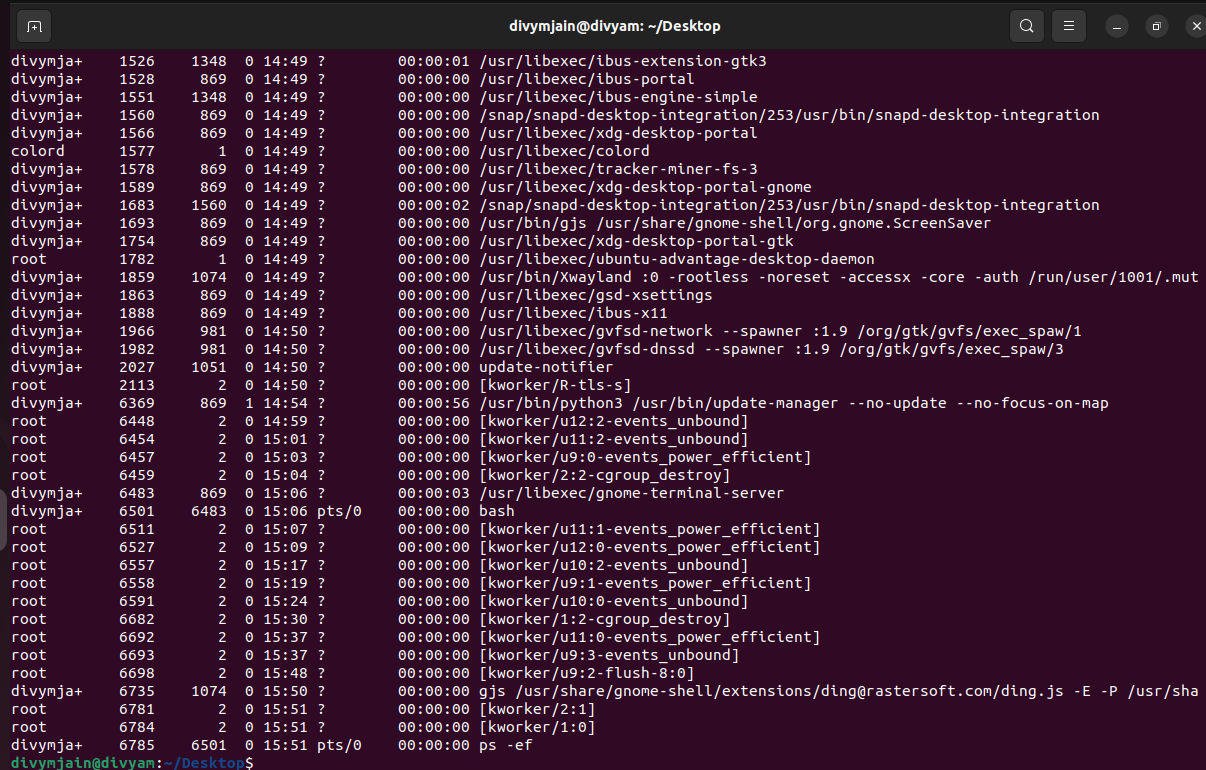 divymjain@divyam: ~/Desktop
divymja+    1526    1348  0 14:49 ?        00:00:01 /usr/libexec/ibus-extension-gtk3
divymja+    1528     869  0 14:49 ?        00:00:00 /usr/libexec/ibus-portal
divymja+    1551    1348  0 14:49 ?        00:00:00 /usr/libexec/ibus-engine-simple
divymja+    1560     869  0 14:49 ?        00:00:00 /snap/snapd-desktop-integration/253/usr/bin/snapd-desktop-integration
divymja+    1566     869  0 14:49 ?        00:00:00 /usr/libexec/xdg-desktop-portal
colord      1577       1  0 14:49 ?        00:00:00 /usr/libexec/colord
divymja+    1578     869  0 14:49 ?        00:00:00 /usr/libexec/tracker-miner-fs-3
divymja+    1589     869  0 14:49 ?        00:00:00 /usr/libexec/xdg-desktop-portal-gnome
divymja+    1683    1560  0 14:49 ?        00:00:02 /snap/snapd-desktop-integration/253/usr/bin/snapd-desktop-integration
divymja+    1693     869  0 14:49 ?        00:00:00 /usr/bin/gjs /usr/share/gnome-shell/org.gnome.ScreenSaver
divymja+    1754     869  0 14:49 ?        00:00:00 /usr/libexec/xdg-desktop-portal-gtk
root        1782       1  0 14:49 ?        00:00:00 /usr/libexec/ubuntu-advantage-desktop-daemon
divymja+    1859    1074  0 14:49 ?        00:00:00 /usr/bin/Xwayland :0 -rootless -noreset -accessx -core -auth /run/user/1001/.mut
divymja+    1863     869  0 14:49 ?        00:00:00 /usr/libexec/gsd-xsettings
divymja+    1888     869  0 14:49 ?        00:00:00 /usr/libexec/ibus-x11
divymja+    1966     981  0 14:50 ?        00:00:00 /usr/libexec/gvfsd-network --spawner :1.9 /org/gtk/gvfs/exec_spaw/1
divymja+    1982     981  0 14:50 ?        00:00:00 /usr/libexec/gvfsd-dnssd --spawner :1.9 /org/gtk/gvfs/exec_spaw/3
divymja+    2027    1051  0 14:50 ?        00:00:00 update-notifier
root        2113       2  0 14:50 ?        00:00:00 [kworker/R-tls-s]
divymja+    6369     869  1 14:54 ?        00:00:56 /usr/bin/python3 /usr/bin/update-manager --no-update --no-focus-on-map
root        6448       2  0 14:59 ?        00:00:00 [kworker/u12:2-events_unbound]
root        6454       2  0 15:01 ?        00:00:00 [kworker/u11:2-events_unbound]
root        6457       2  0 15:03 ?        00:00:00 [kworker/u9:0-events_power_efficient]
root        6459       2  0 15:04 ?        00:00:00 [kworker/2:2-cgroup_destroy]
divymja+    6483     869  0 15:06 ?        00:00:03 /usr/libexec/gnome-terminal-server
divymja+    6501    6483  0 15:06 pts/0    00:00:00 bash
root        6511       2  0 15:07 ?        00:00:00 [kworker/u11:1-events_power_efficient]
root        6527       2  0 15:09 ?        00:00:00 [kworker/u12:0-events_power_efficient]
root        6557       2  0 15:17 ?        00:00:00 [kworker/u10:2-events_unbound]
root        6558       2  0 15:19 ?        00:00:00 [kworker/u9:1-events_power_efficient]
root        6591       2  0 15:24 ?        00:00:00 [kworker/u10:0-events_unbound]
root        6682       2  0 15:30 ?        00:00:00 [kworker/1:2-cgroup_destroy]
root        6692       2  0 15:37 ?        00:00:00 [kworker/u11:0-events_power_efficient]
root        6693       2  0 15:37 ?        00:00:00 [kworker/u9:3-events_unbound]
root        6698       2  0 15:48 ?        00:00:00 [kworker/u9:2-flush-8:0]
divymja+    6735    1074  0 15:50 ?        00:00:00 gjs /usr/share/gnome-shell/extensions/ding@rastersoft.com/ding.js -E -P /usr/sha
root        6781       2  0 15:51 ?        00:00:00 [kworker/2:1]
root        6784       2  0 15:51 ?        00:00:00 [kworker/1:0]
divymja+    6785    6501  0 15:51 pts/0    00:00:00 ps -ef
divymjain@divyam:~/Desktop$